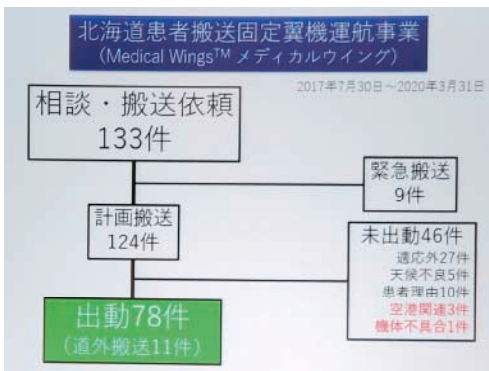 北海道患者搬送固定翼機運航事業
（Medical Wings™ メディカルウイング）
2017年7月30日～2020年3月31日
相談・搬送依頼
133件
緊急搬送
9件
計画搬送
124件
未出動46件
適応外27件
天候不良5件
患者理由10件
空港関連3件
機体不具合1件
出動78件
（道外搬送11件）